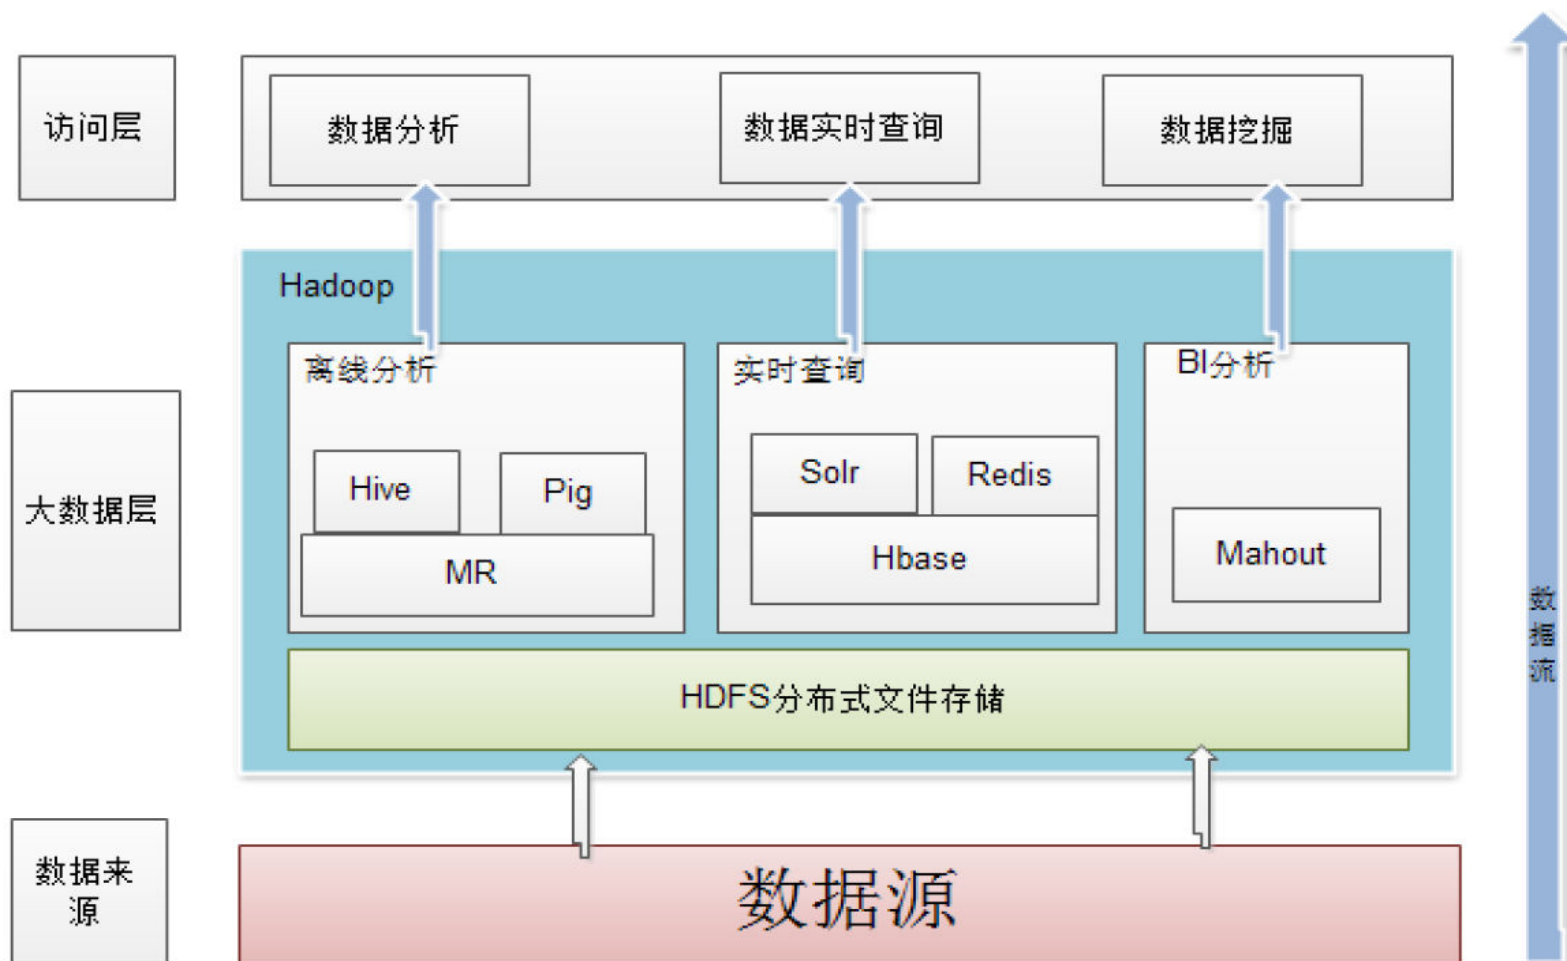 访问层
数据分析
数据实时查询
数据挖掘
Hadoop
离线分析
实时查询
BI分析
Hive
Pig
MR
Solr
Redis
Hbase
Mahout
大数据层
HDFS分布式文件存储
数据来
源
数据源
数
据
流